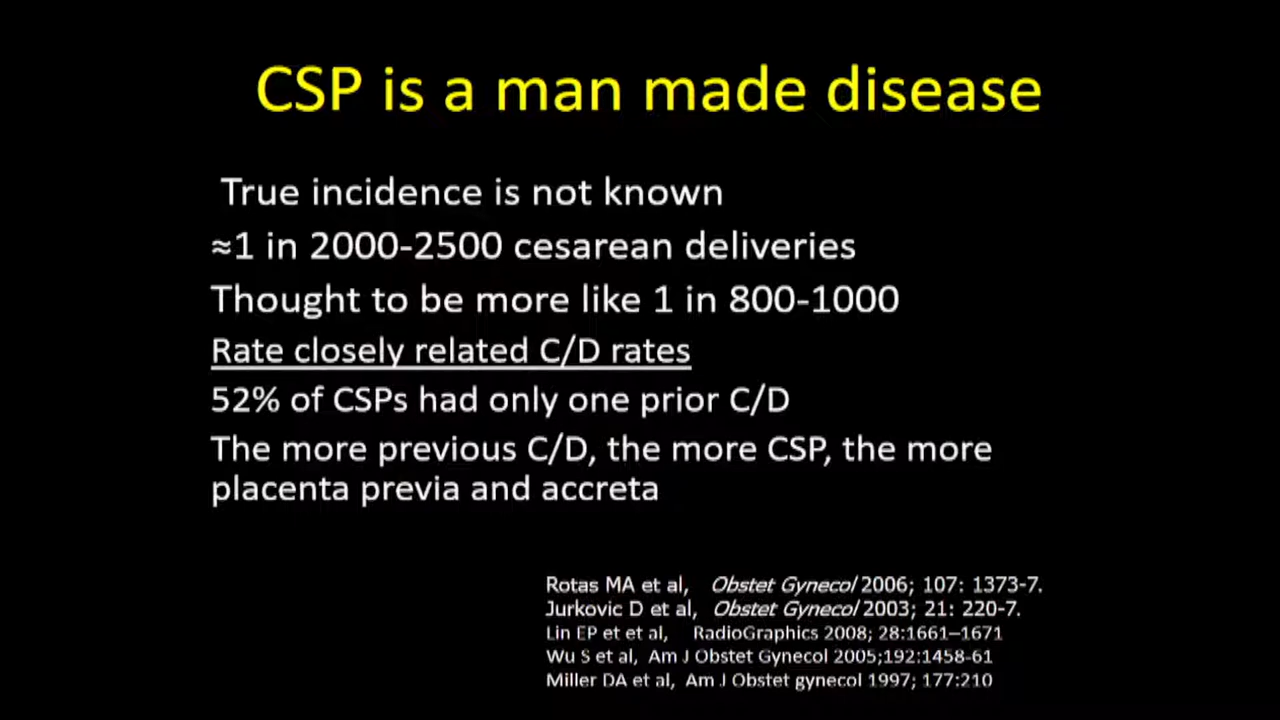 CSP is a man made disease
True incidence is not known
≈1 in 2000-2500 cesarean deliveries
Thought to be more like 1 in 800-1000
Rate closely related C/D rates
52% of CSPs had only one prior C/D
The more previous C/D, the more CSP, the more
placenta previa and accreta
Rotas MA et al, Obstet Gynecol 2006; 107: 1373-7.
Jurkovic D et al, Obstet Gynecol 2003; 21: 220-7.
Lin EP et et al, RadioGraphics 2008; 28:1661–1671
Wu S et al, Am J Obstet Gynecol 2005;192:1458-61
Miller DA et al, Am J Obstet gynecol 1997; 177:210